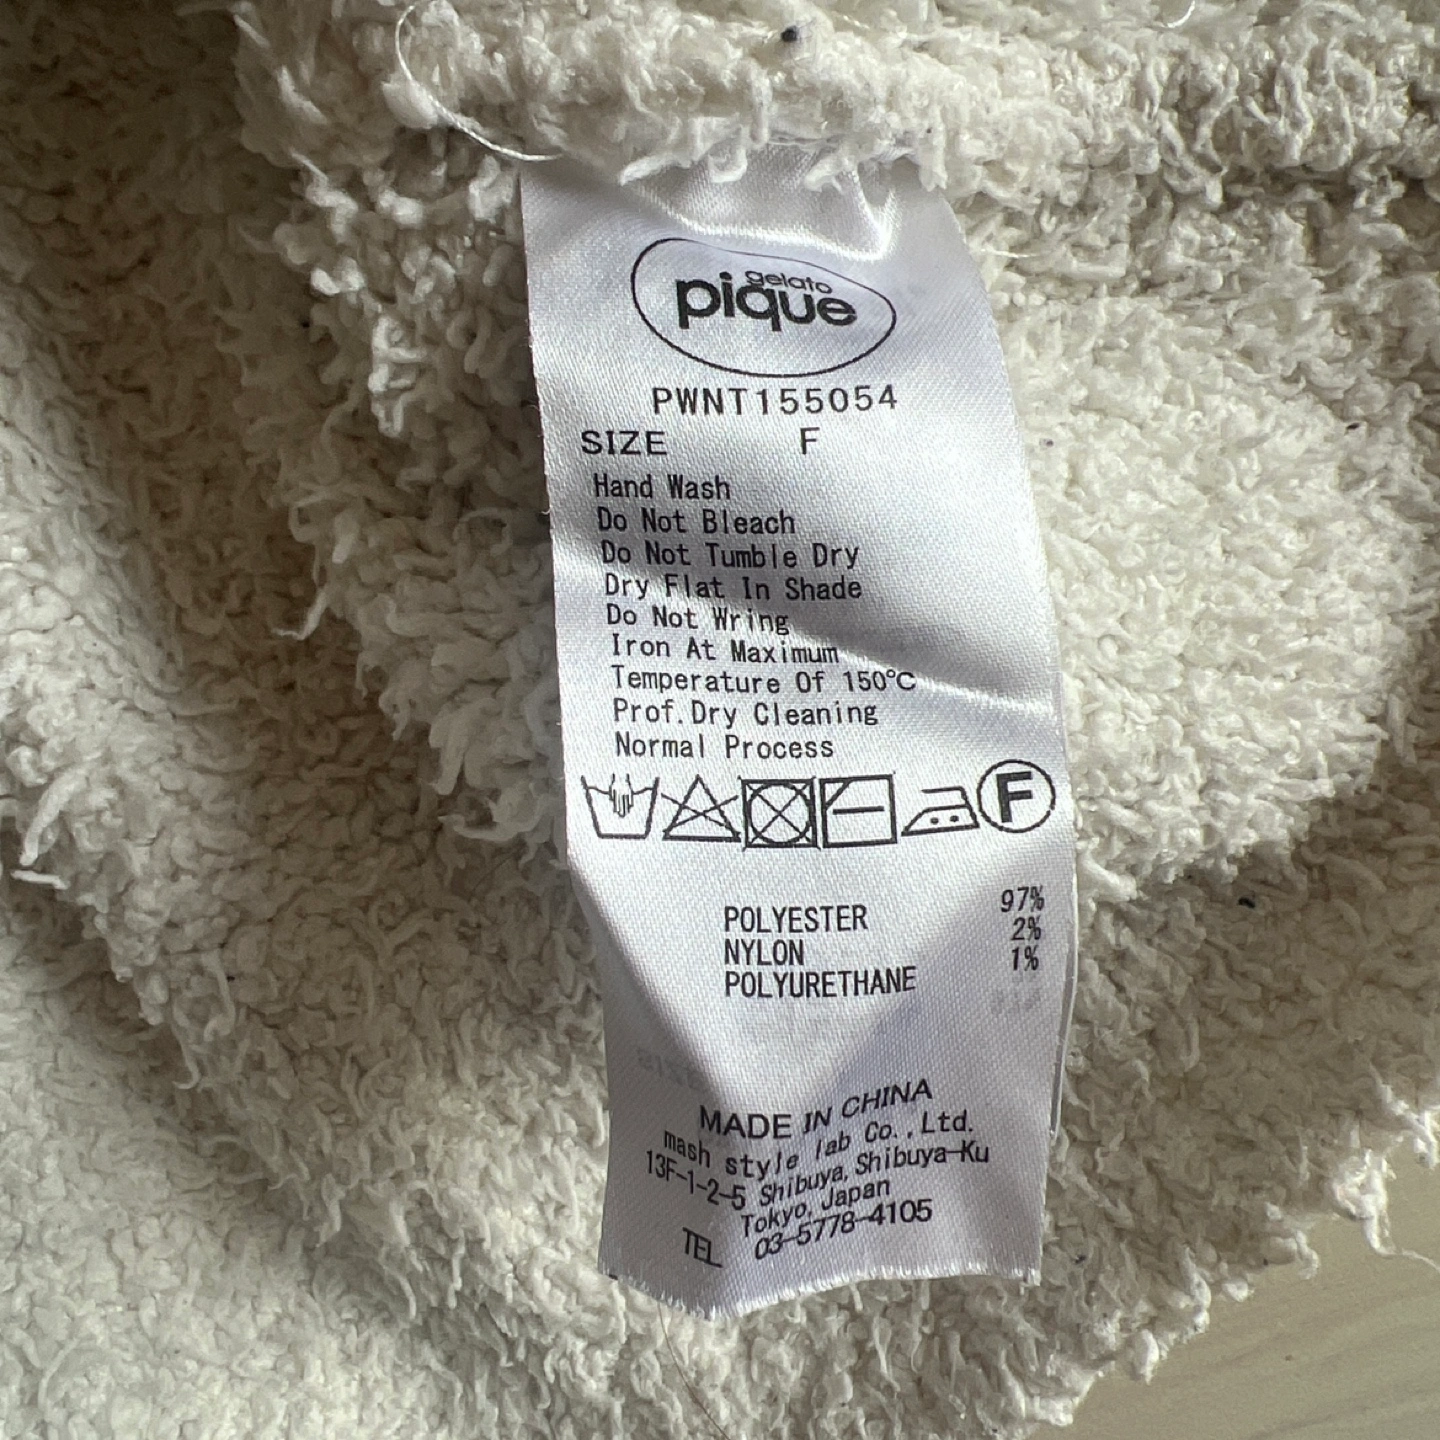 gelato
pique
PWNT155054
SIZE F
Hand Wash
Do Not Bleach
Do Not Tumble Dry
Dry Flat In Shade
Do Not Wring
Iron At Maximum
Temperature Of 150℃
Prof.Dry Cleaning
Normal Process
F
POLYESTER 97%
NYLON 2%
POLYURETHANE 1%
MADE IN CHINA
mash style lab Co.,Ltd.
13F-1-2-5 Shibuya, Shibuya-Ku
Tokyo, Japan
TEL 03-5778-4105